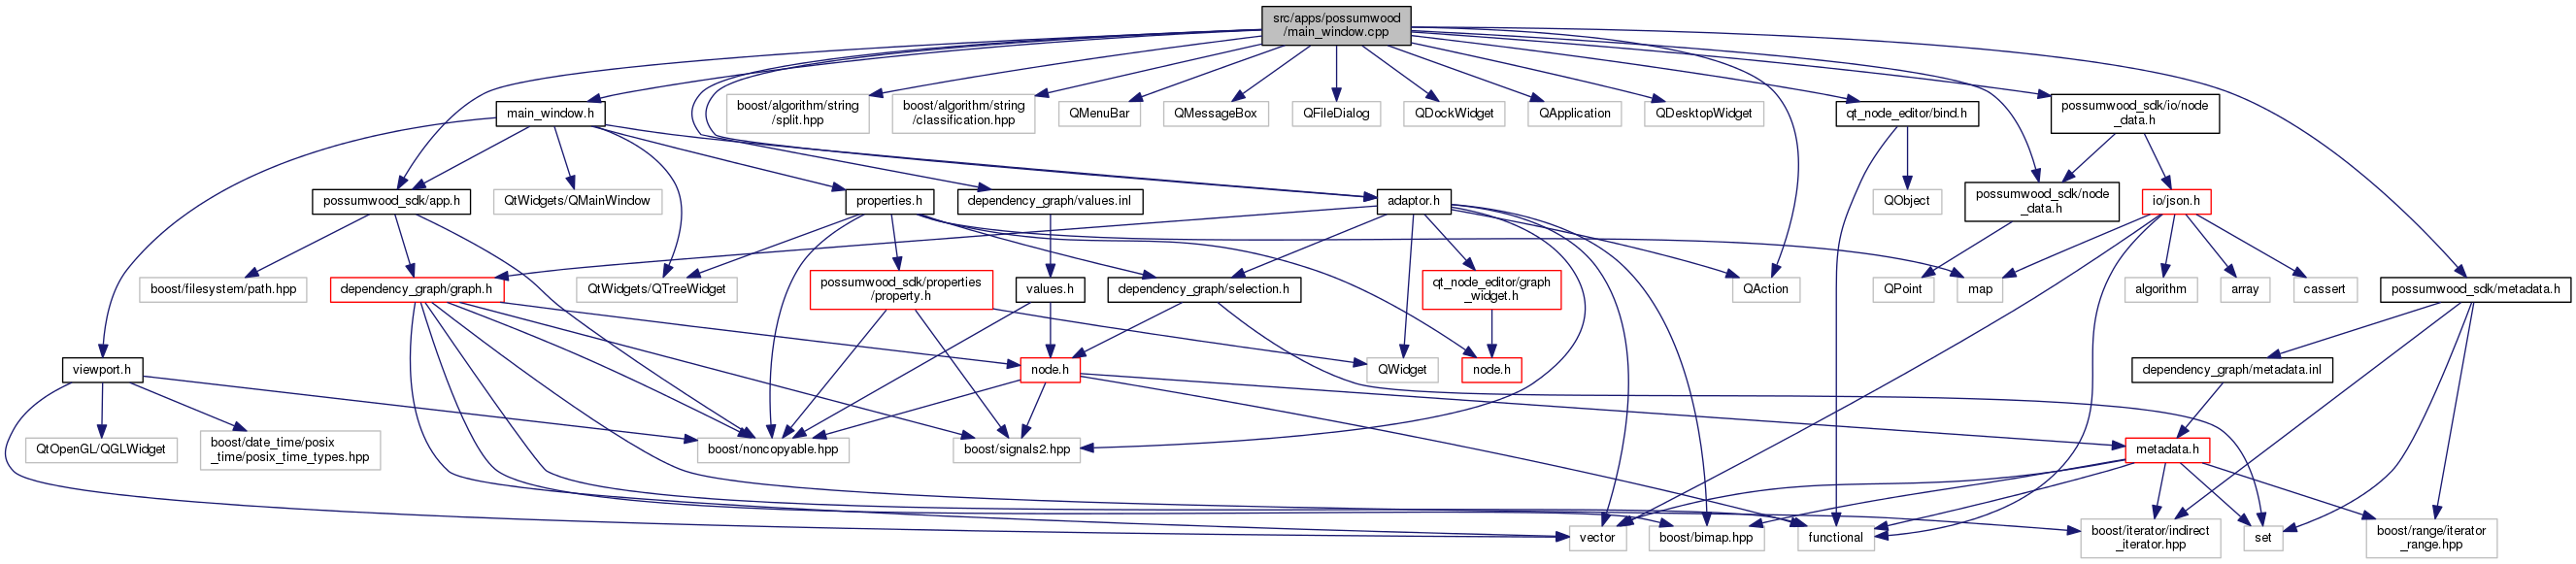 src/apps/possumwood
/main_window.cpp
main_window.h
boost/algorithm/string
/split.hpp
boost/algorithm/string
/classification.hpp
QMenuBar
QMessageBox
QFileDialog
QDockWidget
QApplication
QDesktopWidget
qt_node_editor/bind.h
possumwood_sdk/io/node
_data.h
possumwood_sdk/app.h
QtWidgets/QMainWindow
properties.h
dependency_graph/values.inl
adaptor.h
QObject
possumwood_sdk/node
_data.h
io/json.h
boost/filesystem/path.hpp
dependency_graph/graph.h
QtWidgets/QTreeWidget
possumwood_sdk/properties
/property.h
values.h
dependency_graph/selection.h
qt_node_editor/graph
_widget.h
QAction
QPoint
map
algorithm
array
cassert
possumwood_sdk/metadata.h
viewport.h
node.h
QWidget
node.h
dependency_graph/metadata.inl
QtOpenGL/QGLWidget
boost/date_time/posix
_time/posix_time_types.hpp
boost/noncopyable.hpp
boost/signals2.hpp
metadata.h
vector
boost/bimap.hpp
functional
boost/iterator/indirect
_iterator.hpp
set
boost/range/iterator
_range.hpp